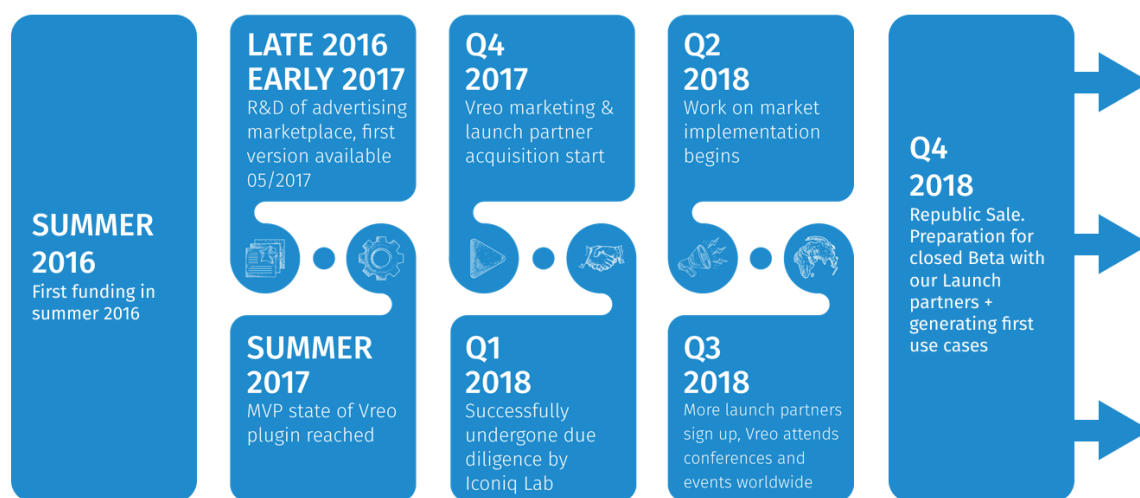 SUMMER
2016
First funding in
summer 2016
LATE 2016
EARLY 2017
R&D of advertising
marketplace, first
version available
05/2017
SUMMER
2017
MVP state of Vreo
plugin reached
Q4
2017
Vreo marketing &
launch partner
acquisition start
Q1
2018
Successfully
undergone due
diligence by
Iconiq Lab
Q2
2018
Work on market
implementation
begins
Q3
2018
More launch partners
sign up, Vreo attends
conferences and
events worldwide
Q4
2018
Republic Sale.
Preparation for
closed Beta with
our Launch
partners +
generating first
use cases